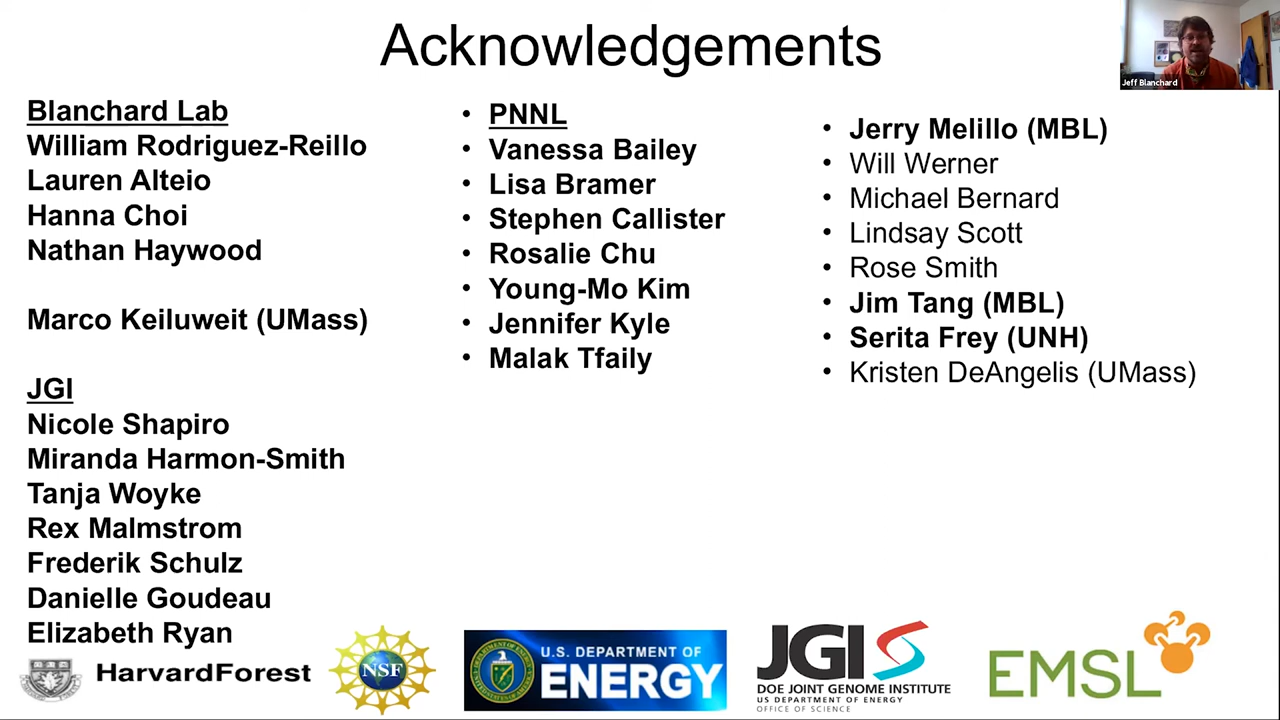 Acknowledgements
Jeff Blanchard
Blanchard Lab
William Rodriguez-Reillo
Lauren Alteio
Hanna Choi
Nathan Haywood
Marco Keiluweit (UMass)
JGI
Nicole Shapiro
Miranda Harmon-Smith
Tanja Woyke
Rex Malmstrom
Frederik Schulz
Danielle Goudeau
Elizabeth Ryan
• PNNL
• Vanessa Bailey
• Lisa Bramer
• Stephen Callister
• Rosalie Chu
• Young-Mo Kim
• Jennifer Kyle
• Malak Tfaily
• Jerry Melillo (MBL)
• Will Werner
• Michael Bernard
• Lindsay Scott
• Rose Smith
• Jim Tang (MBL)
• Serita Frey (UNH)
• Kristen DeAngelis (UMass)
HarvardForest
NSF
U.S. DEPARTMENT OF
ENERGY
JGI
DOE JOINT GENOME INSTITUTE
US DEPARTMENT OF ENERGY
OFFICE OF SCIENCE
EMSL